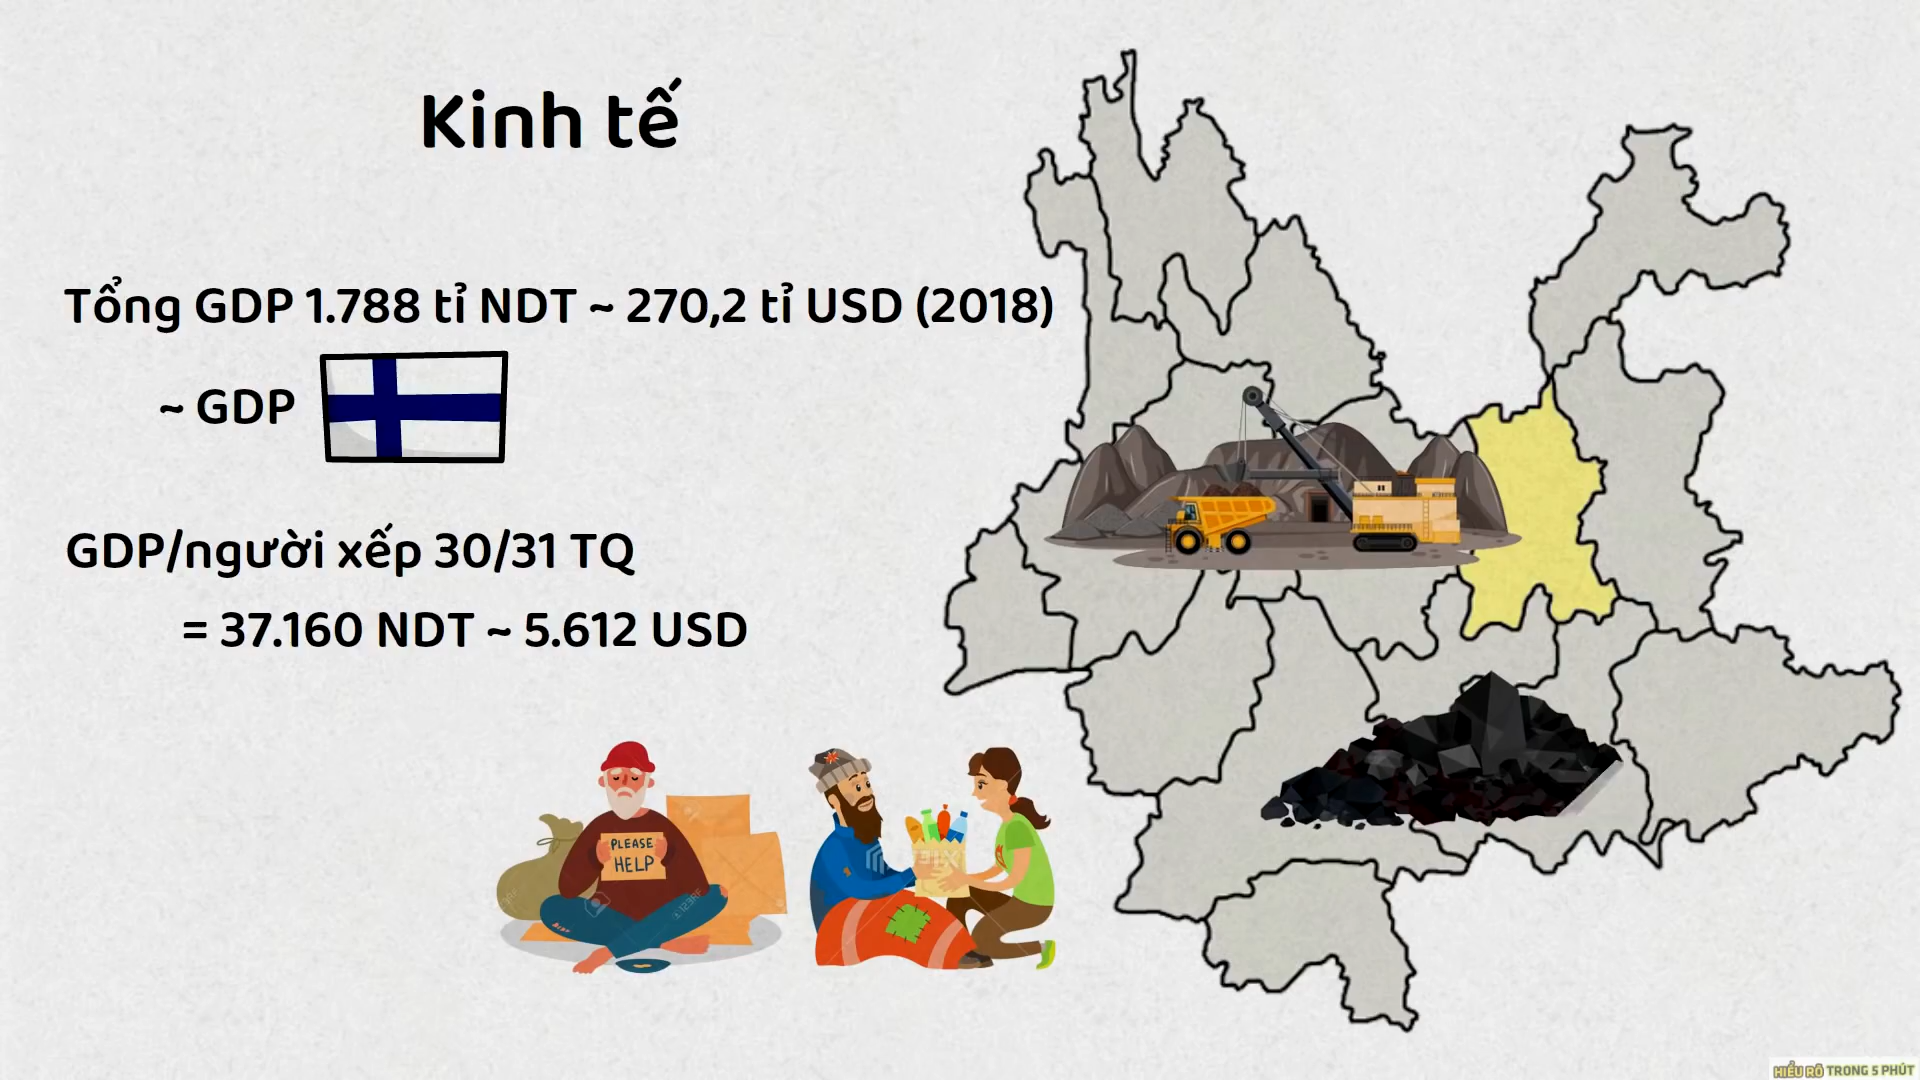 Kinh tế
Tổng GDP 1.788 tỉ NDT ~ 270,2 tỉ USD (2018)
~ GDP
GDP/người xếp 30/31 TQ
= 37.160 NDT ~ 5.612 USD
PLEASE
HELP
HIỂU RÕ TRONG 5 PHÚT